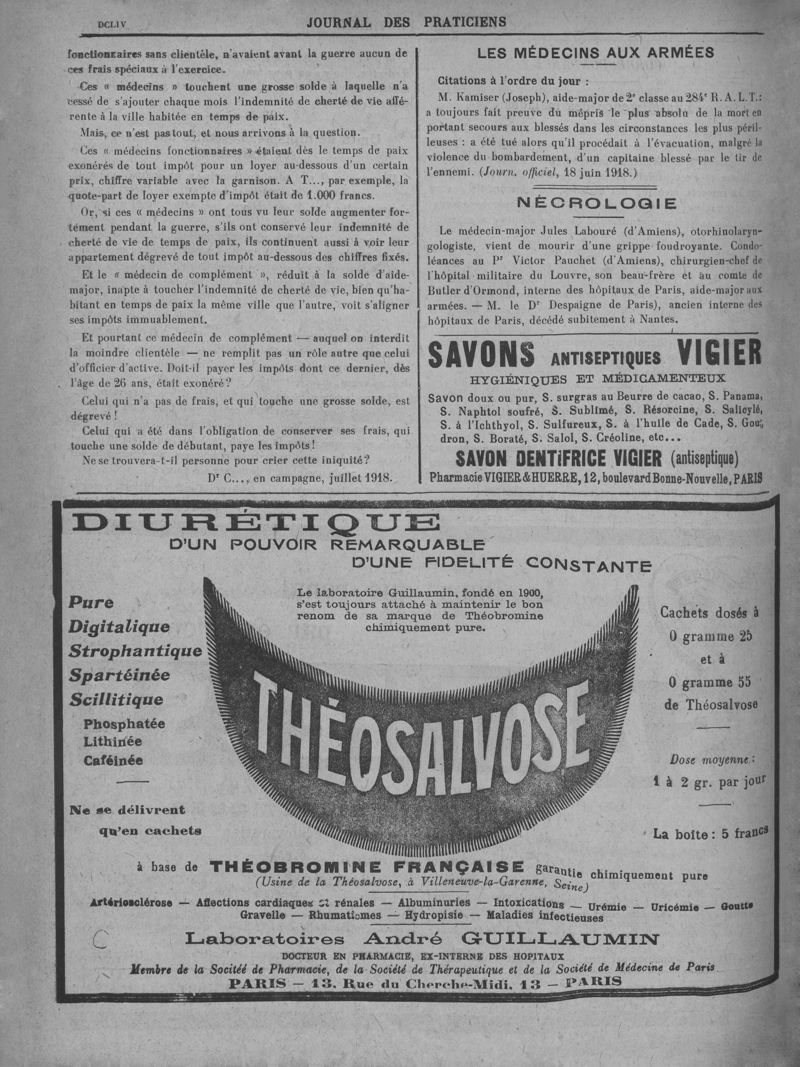 DCLIV
JOURNAL DES PRATICIENS
fonctionnaires sans clientèle, n'avaient avant la guerre aucun de
ces frais spéciaux à l'exercice.
Ces « médecins » touchent une grosse solde à laquelle n'a
cessé de s'ajouter chaque mois l'indemnité de cherté de vie affé-
rente à la ville habitée en temps de paix.
Mais, ce n'est pas tout, et nous arrivons à la question.
Ces « médecins fonctionnaires » étaient dès le temps de paix
exonérés de tout impôt pour un loyer au-dessous d'un certain
prix, chiffre variable avec la garnison. A T..., par exemple, la
quote-part de loyer exempte d'impôt était de 1.000 francs.
Or, si ces « médecins » ont tous vu leur solde augmenter for-
tément pendant la guerre, s'ils ont conservé leur indemnité de
cherté de vie de temps de paix, ils continuent aussi à voir leur
appartement dégrevé de tout impôt au-dessous des chiffres fixés.
Et le « médecin de complément », réduit à la solde d'aide-
major, inapte à toucher l'indemnité de cherté de vie, bien qu'ha-
bitant en temps de paix la même ville que l'autre, voit s'aligner
ses impôts immuablement.
Et pourtant ce médecin de complément — auquel on interdit
la moindre clientèle — ne remplit pas un rôle autre que celui
d'officier d'active. Doit-il payer les impôts dont ce dernier, dès
l'âge de 26 ans, était exonéré ?
Celui qui n'a pas de frais, et qui touche une grosse solde, est
dégrevé !
Celui qui a été dans l'obligation de conserver ses frais, qui
touche une solde de débutant, paye les impôts !
Ne se trouvera-t-il personne pour crier cette iniquité ?
Dr C..., en campagne, juillet 1918.
LES MÉDECINS AUX ARMÉES
Citations à l'ordre du jour :
M. Kamiser (Joseph), aide-major de 2e classe au 284e R. A. L. T. :
a toujours fait preuve du mépris le plus absolu de la mort en
portant secours aux blessés dans les circonstances les plus péril-
leuses : a été tué alors qu'il procédait à l'évacuation, malgré la
violence du bombardement, d'un capitaine blessé par le tir de
l'ennemi. (Journ. officiel, 18 juin 1918.)
NÉCROLOGIE
Le médecin-major Jules Labouré (d'Amiens), otorhinolaryn-
gologiste, vient de mourir d'une grippe foudroyante. Condo-
léances au Pr Victor Pauchet (d'Amiens), chirurgien-chef de
l'hôpital militaire du Louvre, son beau-frère et au comte de
Butler d'Ormond, interne des hôpitaux de Paris, aide-major aux
armées. — M. le Dr Despaigne de Paris), ancien interne des
hôpitaux de Paris, décédé subitement à Nantes.
SAVONS ANTISEPTIQUES VIGIER
HYGIÉNIQUES ET MÉDICAMENTEUX
Savon doux ou pur, S. surgras au Beurre de cacao, S. Panama,
S. Naphtol soufré, S. Sublimé, S. Résorcine, S. Salicylé,
S. à l'Ichthyol, S. Sulfureux, S. à l'huile de Cade, S. Gou-
dron, S. Boraté, S. Salol, S. Créoline, etc...
SAVON DENTIFRICE VIGIER (antiseptique)
Pharmacie VIGIER & HUERRE, 12, boulevard Bonne-Nouvelle, PARIS
DIURÉTIQUE
D'UN POUVOIR REMARQUABLE
D'UNE FIDELITÉ CONSTANTE
Le laboratoire Guillaumin, fondé en 1900,
s'est toujours attaché à maintenir le bon
renom de sa marque de Théobromine
chimiquement pure.
Pure
Digitalique
Strophantique
Spartéinée
Scillitique
Phosphatée
Lithinée
Caféinée
Ne se délivrent
qu'en cachets
THÉOSALVOSE
Cachets dosés à
0 gramme 25
et à
0 gramme 55
de Théosalvose
Dose moyenne :
1 à 2 gr. par jour
La boîte : 5 francs
à base de THÉOBROMINE FRANÇAISE garantie chimiquement pure
(Usine de la Théosalvose, à Villeneuve-la-Garenne, Seine)
Artériosclérose — Affections cardiaques et rénales — Albuminuries — Intoxications — Urémie — Uricémie — Goutte
Gravelle — Rhumatismes — Hydropisie — Maladies infectieuses
Laboratoires André GUILLAUMIN
DOCTEUR EN PHARMACIE, EX-INTERNE DES HOPITAUX
Membre de la Socitéé de Pharmacie, de la Société de Thérapeutique et de la Société de Médecine de Paris
PARIS — 13, Rue du Cherche-Midi, 13 — PARIS